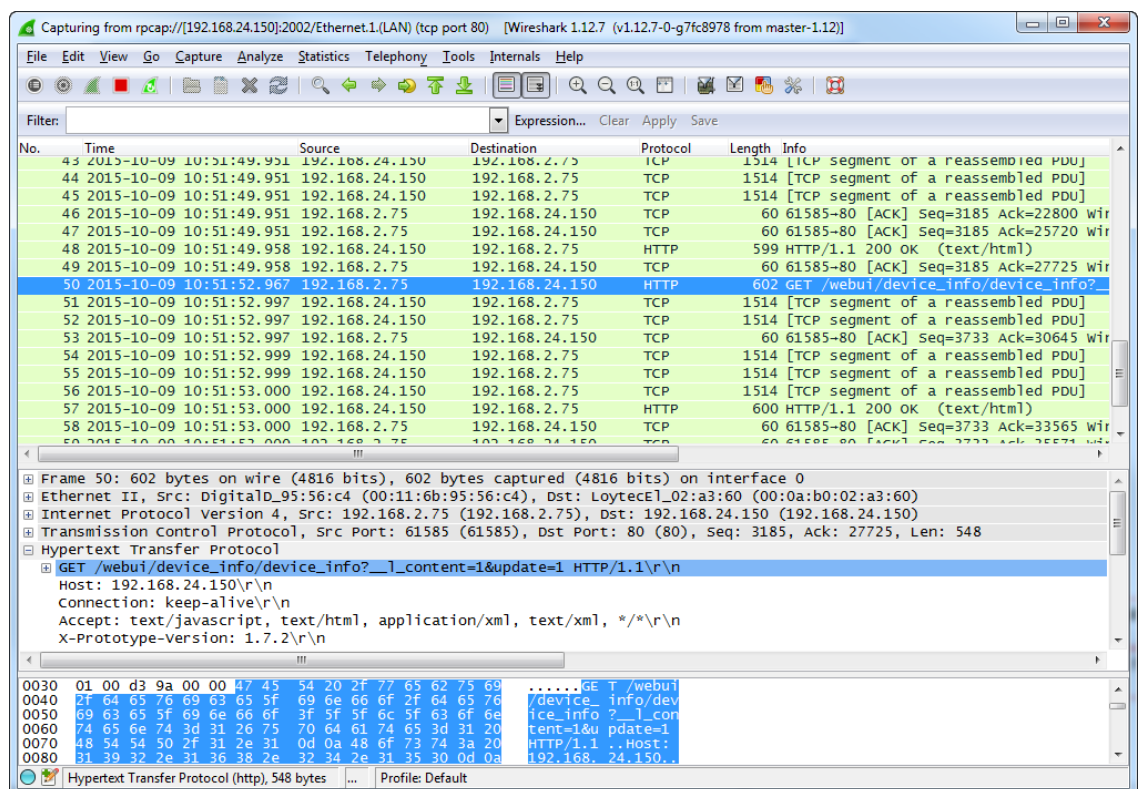 Capturing from rpcap://[192.168.24.150]:2002/Ethernet.1.(LAN) (tcp port 80) [Wireshark 1.12.7 (v1.12.7-0-g7fc8978 from master-1.12)]
File Edit View Go Capture Analyze Statistics Telephony Tools Internals Help
Filter: Expression... Clear Apply Save
No. Time Source Destination Protocol Length Info
43 2015-10-09 10:51:49.951 192.168.24.150 192.168.2.75 TCP 1514 [TCP segment of a reassembled PDU]
44 2015-10-09 10:51:49.951 192.168.24.150 192.168.2.75 TCP 1514 [TCP segment of a reassembled PDU]
45 2015-10-09 10:51:49.951 192.168.24.150 192.168.2.75 TCP 1514 [TCP segment of a reassembled PDU]
46 2015-10-09 10:51:49.951 192.168.2.75 192.168.24.150 TCP 60 61585→80 [ACK] Seq=3185 Ack=22800 Wir
47 2015-10-09 10:51:49.951 192.168.2.75 192.168.24.150 TCP 60 61585→80 [ACK] Seq=3185 Ack=25720 Wir
48 2015-10-09 10:51:49.958 192.168.24.150 192.168.2.75 HTTP 599 HTTP/1.1 200 OK (text/html)
49 2015-10-09 10:51:49.958 192.168.2.75 192.168.24.150 TCP 60 61585→80 [ACK] Seq=3185 Ack=27725 Wir
50 2015-10-09 10:51:52.967 192.168.2.75 192.168.24.150 HTTP 602 GET /webui/device_info/device_info?__
51 2015-10-09 10:51:52.997 192.168.24.150 192.168.2.75 TCP 1514 [TCP segment of a reassembled PDU]
52 2015-10-09 10:51:52.997 192.168.24.150 192.168.2.75 TCP 1514 [TCP segment of a reassembled PDU]
53 2015-10-09 10:51:52.997 192.168.2.75 192.168.24.150 TCP 60 61585→80 [ACK] Seq=3733 Ack=30645 Wir
54 2015-10-09 10:51:52.999 192.168.24.150 192.168.2.75 TCP 1514 [TCP segment of a reassembled PDU]
55 2015-10-09 10:51:52.999 192.168.24.150 192.168.2.75 TCP 1514 [TCP segment of a reassembled PDU]
56 2015-10-09 10:51:53.000 192.168.24.150 192.168.2.75 TCP 1514 [TCP segment of a reassembled PDU]
57 2015-10-09 10:51:53.000 192.168.24.150 192.168.2.75 HTTP 600 HTTP/1.1 200 OK (text/html)
58 2015-10-09 10:51:53.000 192.168.2.75 192.168.24.150 TCP 60 61585→80 [ACK] Seq=3733 Ack=33565 Wir
59 2015-10-09 10:51:53.000 192.168.2.75 192.168.24.150 TCP 60 61585→80 [ACK] Seq=3733 Ack=35571 Wir
Frame 50: 602 bytes on wire (4816 bits), 602 bytes captured (4816 bits) on interface 0
Ethernet II, Src: DigitalD_95:56:c4 (00:11:6b:95:56:c4), Dst: LoytecEl_02:a3:60 (00:0a:b0:02:a3:60)
Internet Protocol Version 4, Src: 192.168.2.75 (192.168.2.75), Dst: 192.168.24.150 (192.168.24.150)
Transmission Control Protocol, Src Port: 61585 (61585), Dst Port: 80 (80), Seq: 3185, Ack: 27725, Len: 548
Hypertext Transfer Protocol
GET /webui/device_info/device_info?__l_content=1&update=1 HTTP/1.1\r\n
Host: 192.168.24.150\r\n
Connection: keep-alive\r\n
Accept: text/javascript, text/html, application/xml, text/xml, */*\r\n
X-Prototype-Version: 1.7.2\r\n
0030 01 00 d3 9a 00 00 47 45 54 20 2f 77 65 62 75 69 ......GE T /webui
0040 2f 64 65 76 69 63 65 5f 69 6e 66 6f 2f 64 65 76 /device_ info/dev
0050 69 63 65 5f 69 6e 66 6f 3f 5f 5f 6c 5f 63 6f 6e ice_info ?__l_con
0060 74 65 6e 74 3d 31 26 75 70 64 61 74 65 3d 31 20 tent=1&u pdate=1
0070 48 54 54 50 2f 31 2e 31 0d 0a 48 6f 73 74 3a 20 HTTP/1.1 ..Host:
0080 31 39 32 2e 31 36 38 2e 32 34 2e 31 35 30 0d 0a 192.168. 24.150..
Hypertext Transfer Protocol (http), 548 bytes ... Profile: Default